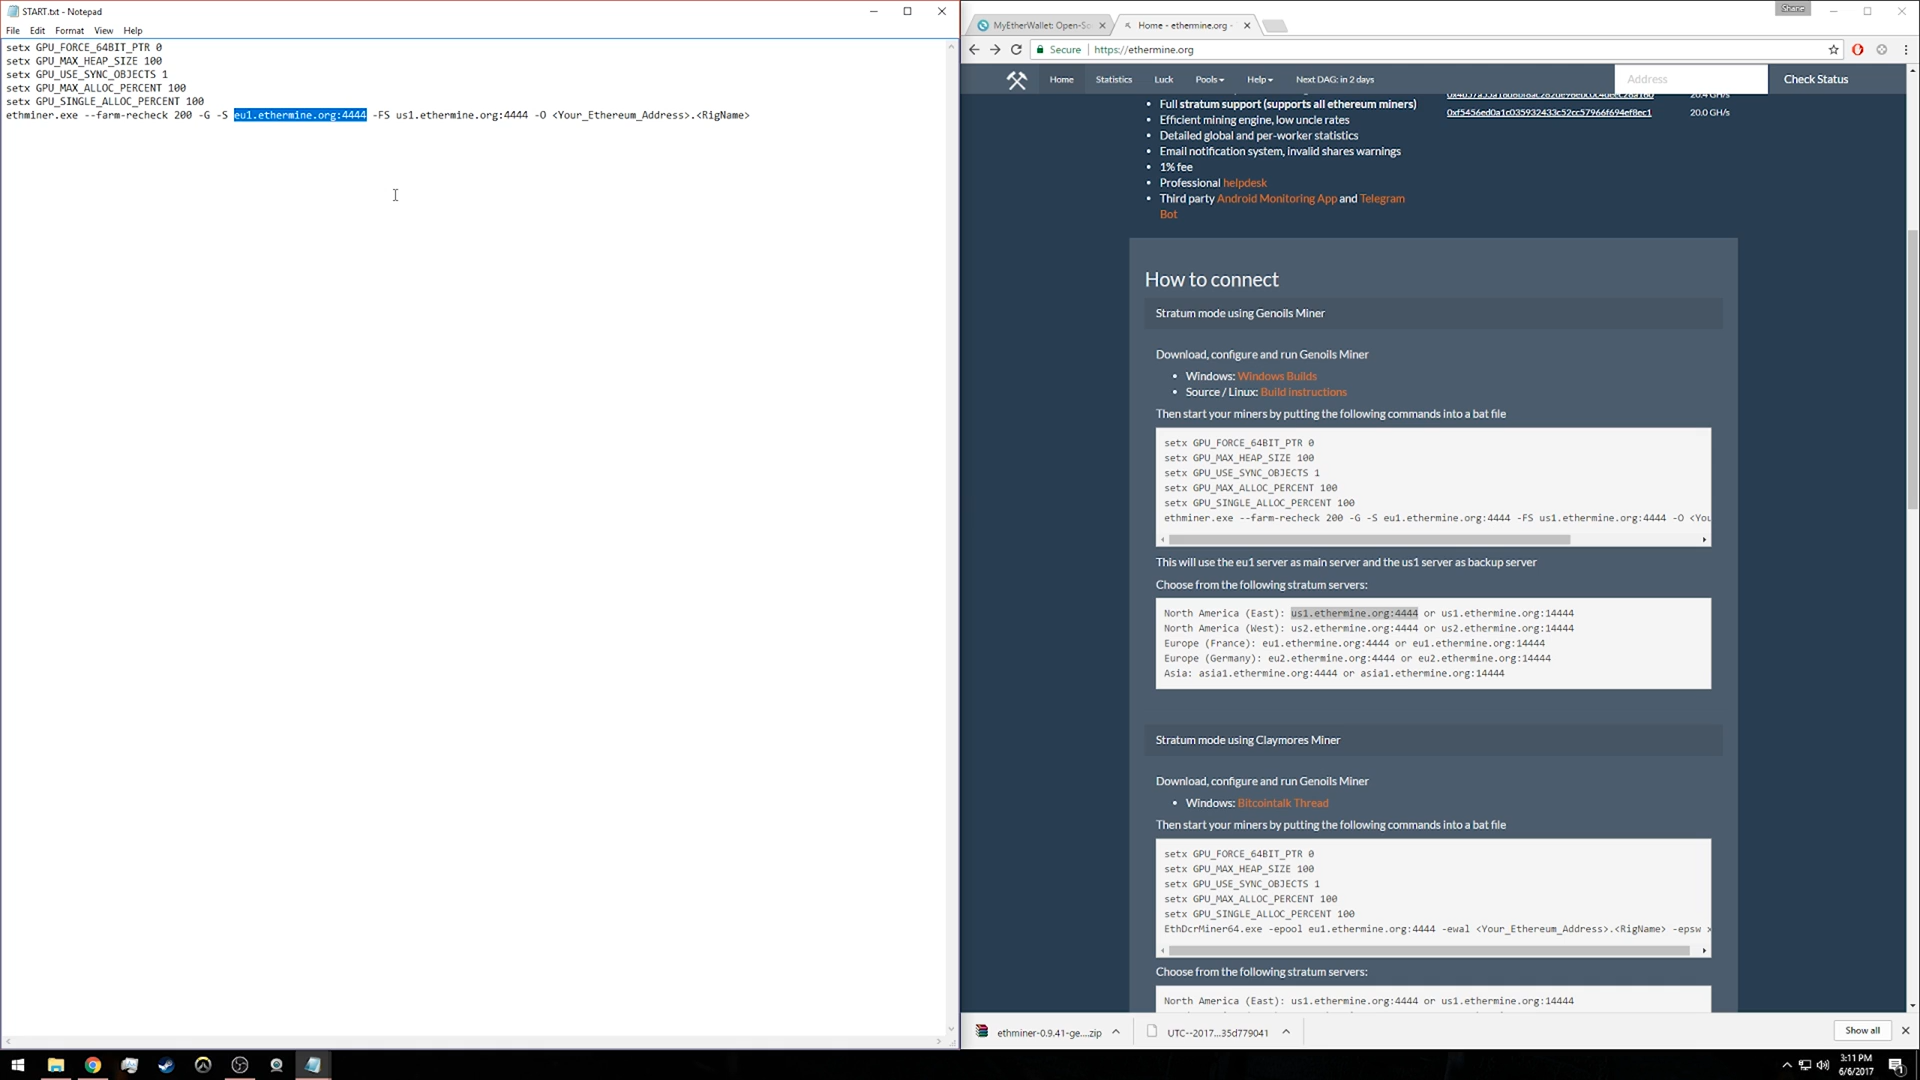 START.txt - Notepad
File Edit Format View Help
setx GPU_FORCE_64BIT_PTR 0
setx GPU_MAX_HEAP_SIZE 100
setx GPU_USE_SYNC_OBJECTS 1
setx GPU_MAX_ALLOC_PERCENT 100
setx GPU_SINGLE_ALLOC_PERCENT 100
ethminer.exe --farm-recheck 200 -G -S eu1.ethermine.org:4444 -FS us1.ethermine.org:4444 -O <Your_Ethereum_Address>.<RigName>
Shane
MyEtherWallet: Open-So
Home - ethermine.org
Secure https://ethermine.org
Home Statistics Luck Pools Help Next DAG: in 2 days
Address Check Status
Full stratum support (supports all ethereum miners)
20.4 GH/s
Efficient mining engine, low uncle rates
0xf5456ed0a1c035932433c52cc57966f694ef8ec1 20.0 GH/s
Detailed global and per-worker statistics
Email notification system, invalid shares warnings
1% fee
Professional helpdesk
Third party Android Monitoring App and Telegram
Bot
How to connect
Stratum mode using Genoils Miner
Download, configure and run Genoils Miner
Windows: Windows Builds
Source / Linux: Build instructions
Then start your miners by putting the following commands into a bat file
setx GPU_FORCE_64BIT_PTR 0
setx GPU_MAX_HEAP_SIZE 100
setx GPU_USE_SYNC_OBJECTS 1
setx GPU_MAX_ALLOC_PERCENT 100
setx GPU_SINGLE_ALLOC_PERCENT 100
ethminer.exe --farm-recheck 200 -G -S eu1.ethermine.org:4444 -FS us1.ethermine.org:4444 -O <You
This will use the eu1 server as main server and the us1 server as backup server
Choose from the following stratum servers:
North America (East): us1.ethermine.org:4444 or us1.ethermine.org:14444
North America (West): us2.ethermine.org:4444 or us2.ethermine.org:14444
Europe (France): eu1.ethermine.org:4444 or eu1.ethermine.org:14444
Europe (Germany): eu2.ethermine.org:4444 or eu2.ethermine.org:14444
Asia: asia1.ethermine.org:4444 or asia1.ethermine.org:14444
Stratum mode using Claymores Miner
Download, configure and run Genoils Miner
Windows: Bitcointalk Thread
Then start your miners by putting the following commands into a bat file
setx GPU_FORCE_64BIT_PTR 0
setx GPU_MAX_HEAP_SIZE 100
setx GPU_USE_SYNC_OBJECTS 1
setx GPU_MAX_ALLOC_PERCENT 100
setx GPU_SINGLE_ALLOC_PERCENT 100
EthDcrMiner64.exe -epool eu1.ethermine.org:4444 -ewal <Your_Ethereum_Address>.<RigName> -epsw x
Choose from the following stratum servers:
North America (East): us1.ethermine.org:4444 or us1.ethermine.org:14444
ethminer-0.9.41-ge....zip
UTC--2017...35d779041
Show all
3:11 PM
6/6/2017